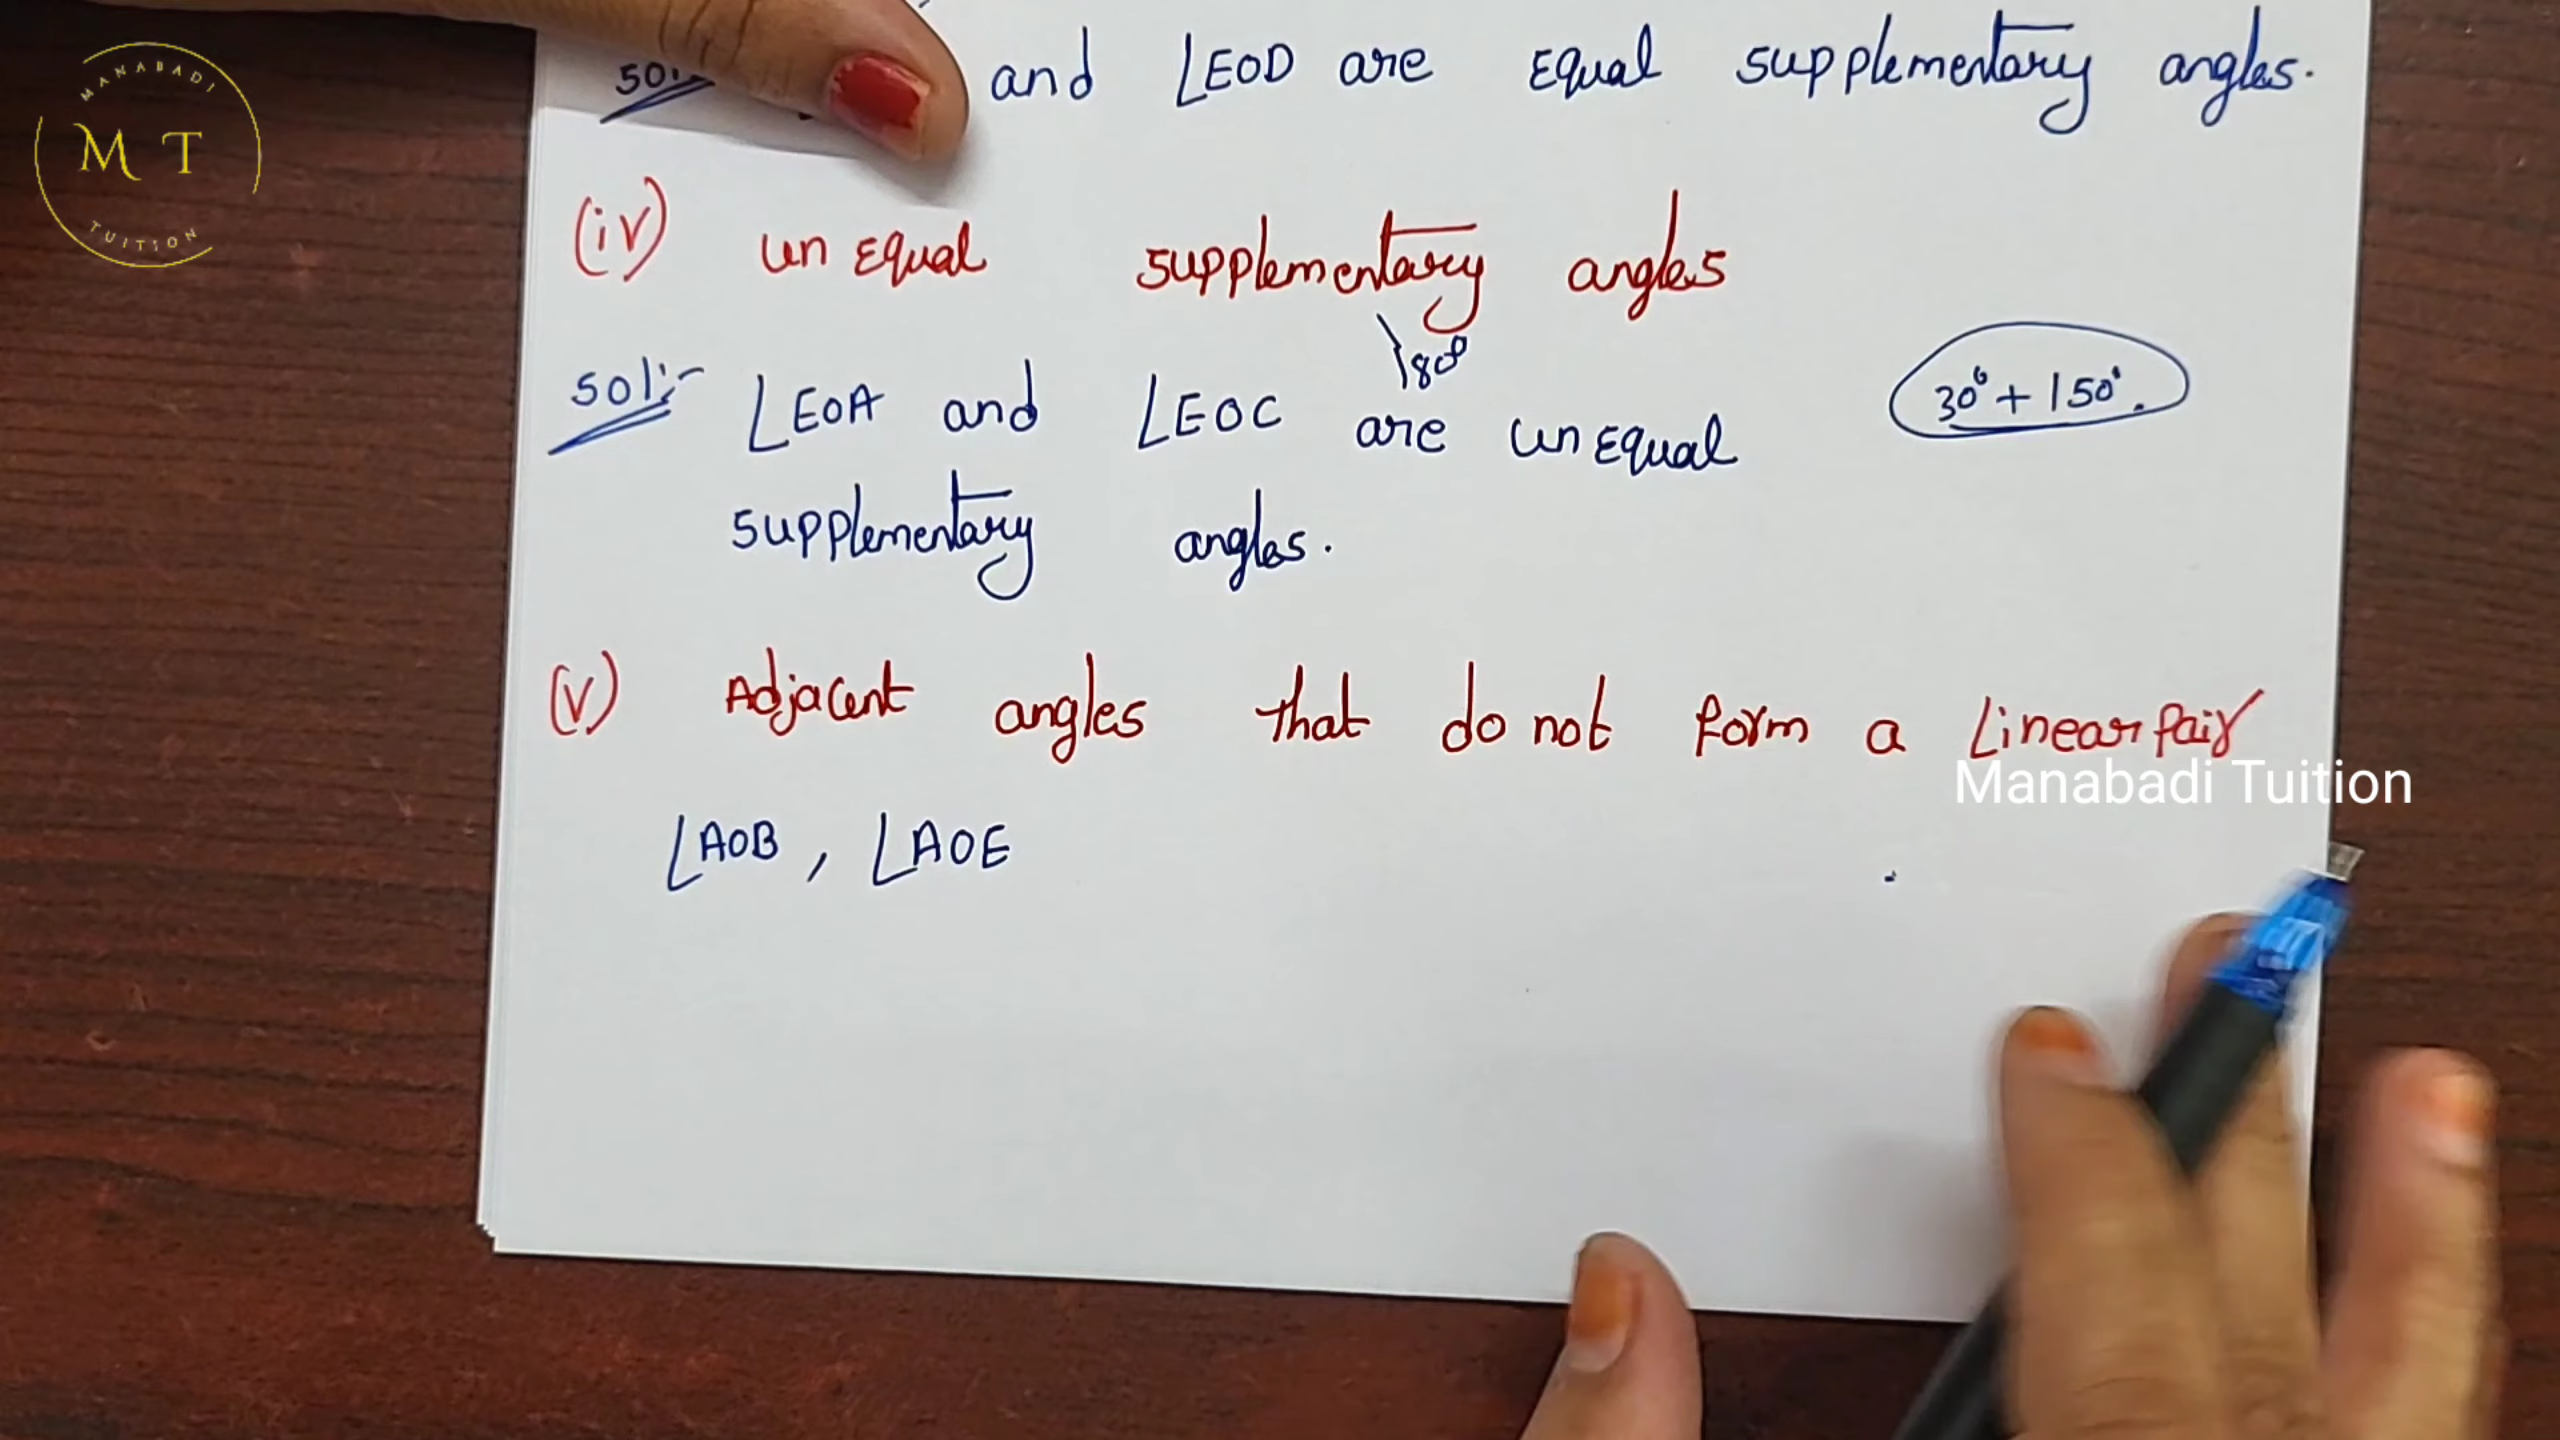 MANABADI
M T
TUITION
sol:- and ∠EOD are Equal supplementary angles.
(iv) un Equal supplementary angles
180°
sol:- ∠EOA and ∠EOC are un Equal
30° + 150°.
supplementary angles.
(v) Adjacent angles that do not form a Linear pair
Manabadi Tuition
∠AOB , ∠AOE